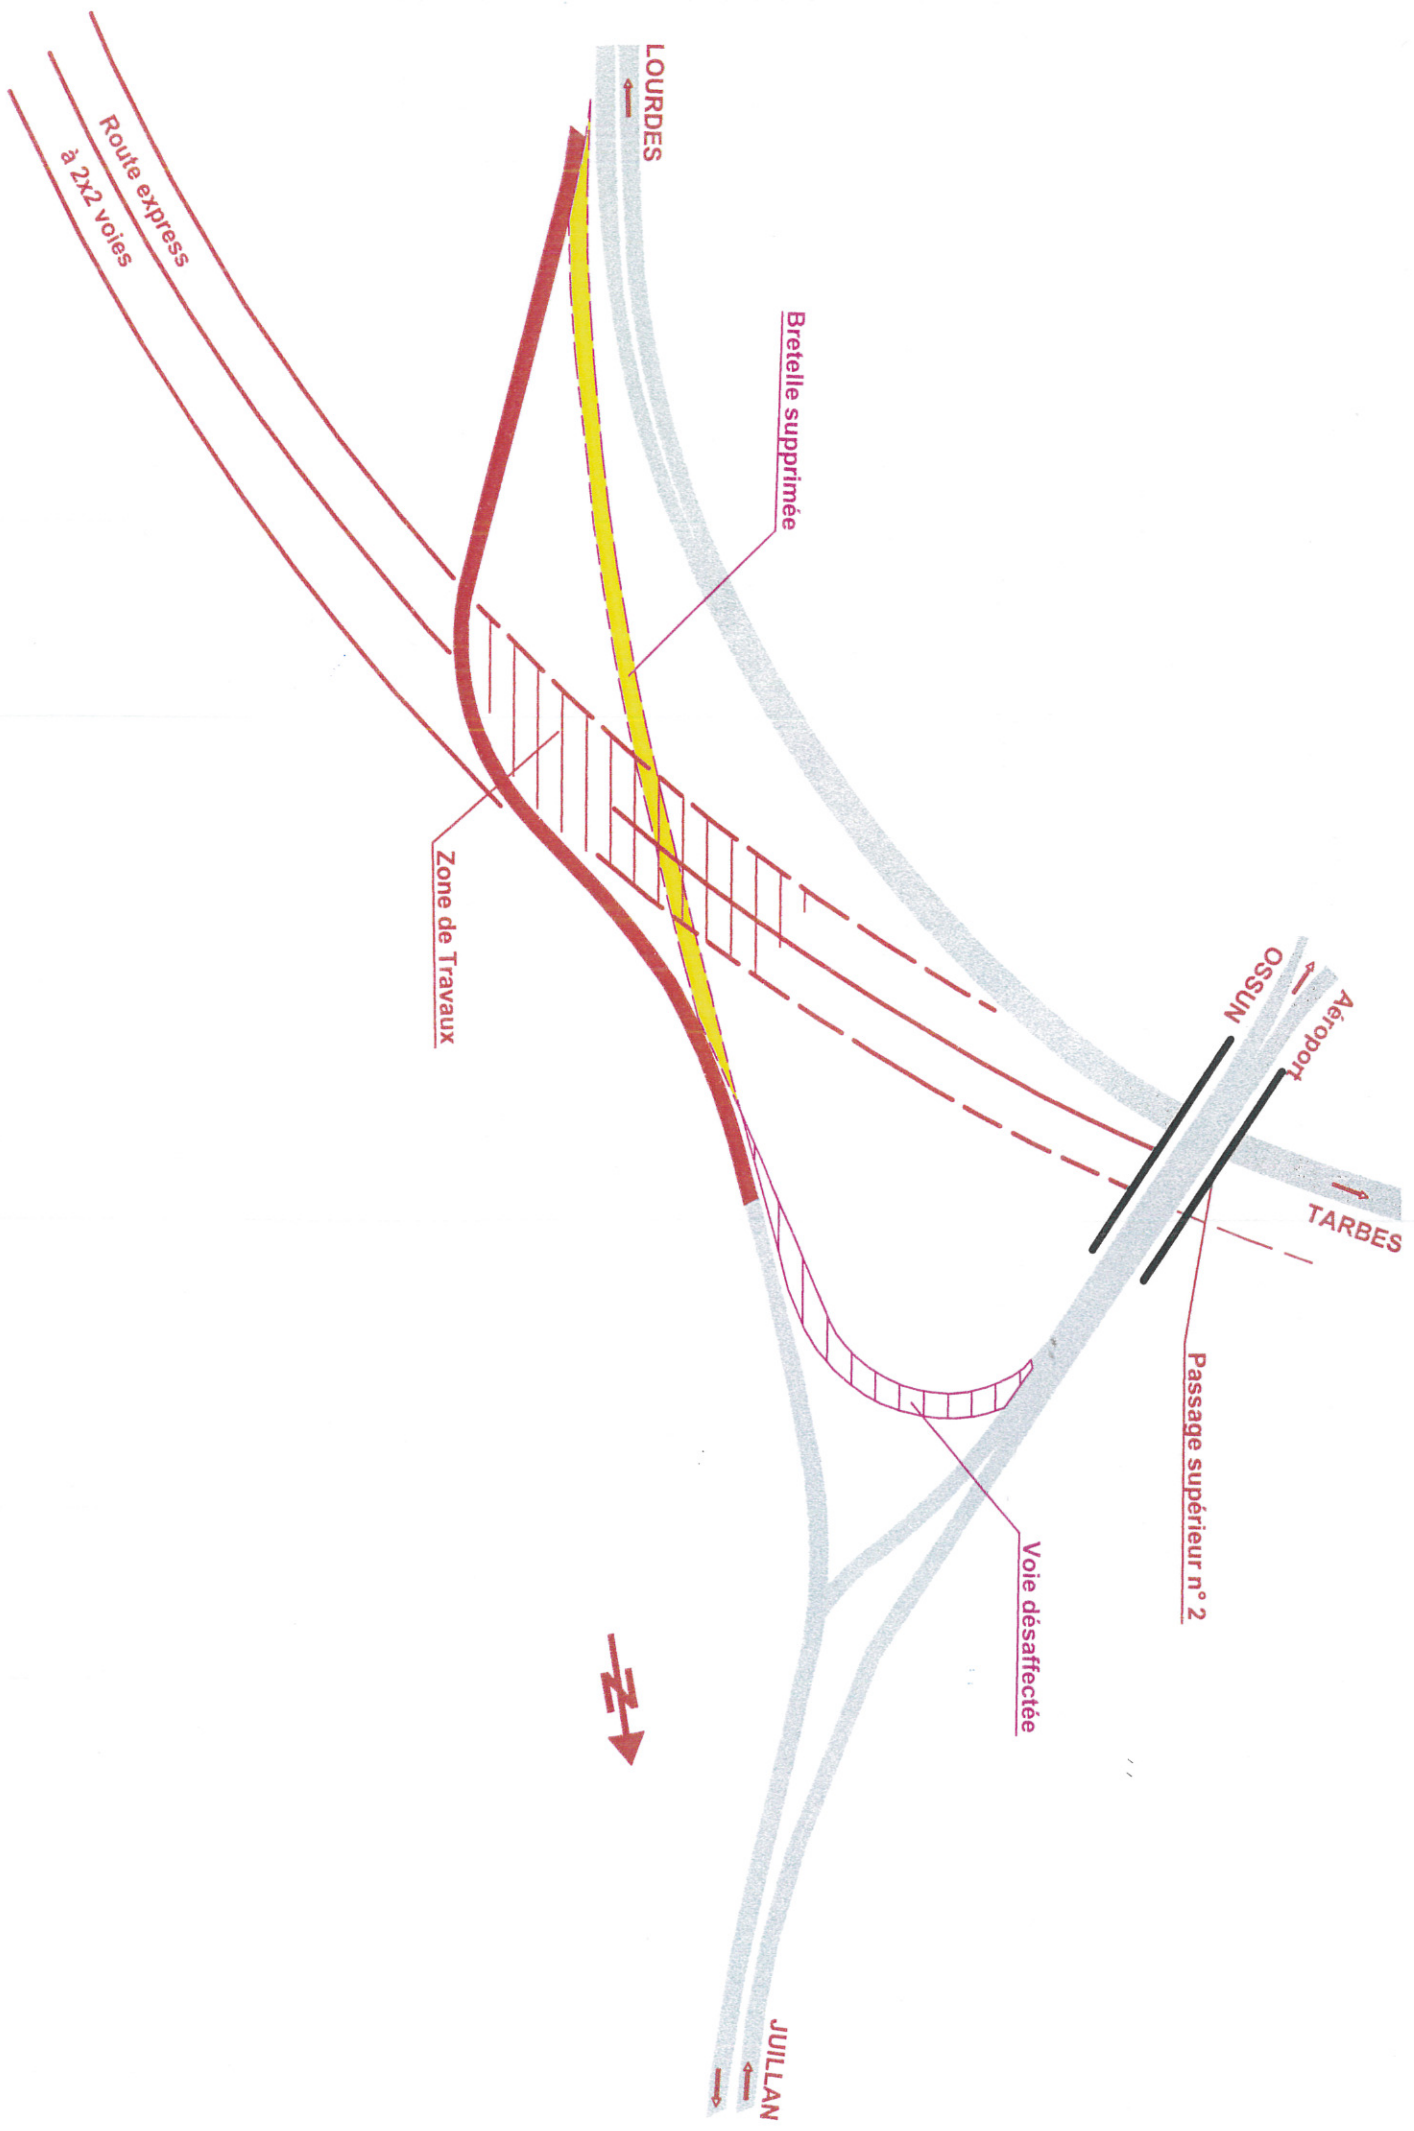 LOURDES
Route express
à 2x2 voies
Bretelle supprimée
Zone de Travaux
OSSUN
Aéroport
TARBES
Passage supérieur n° 2
Voie désaffectée
N
JUILLAN